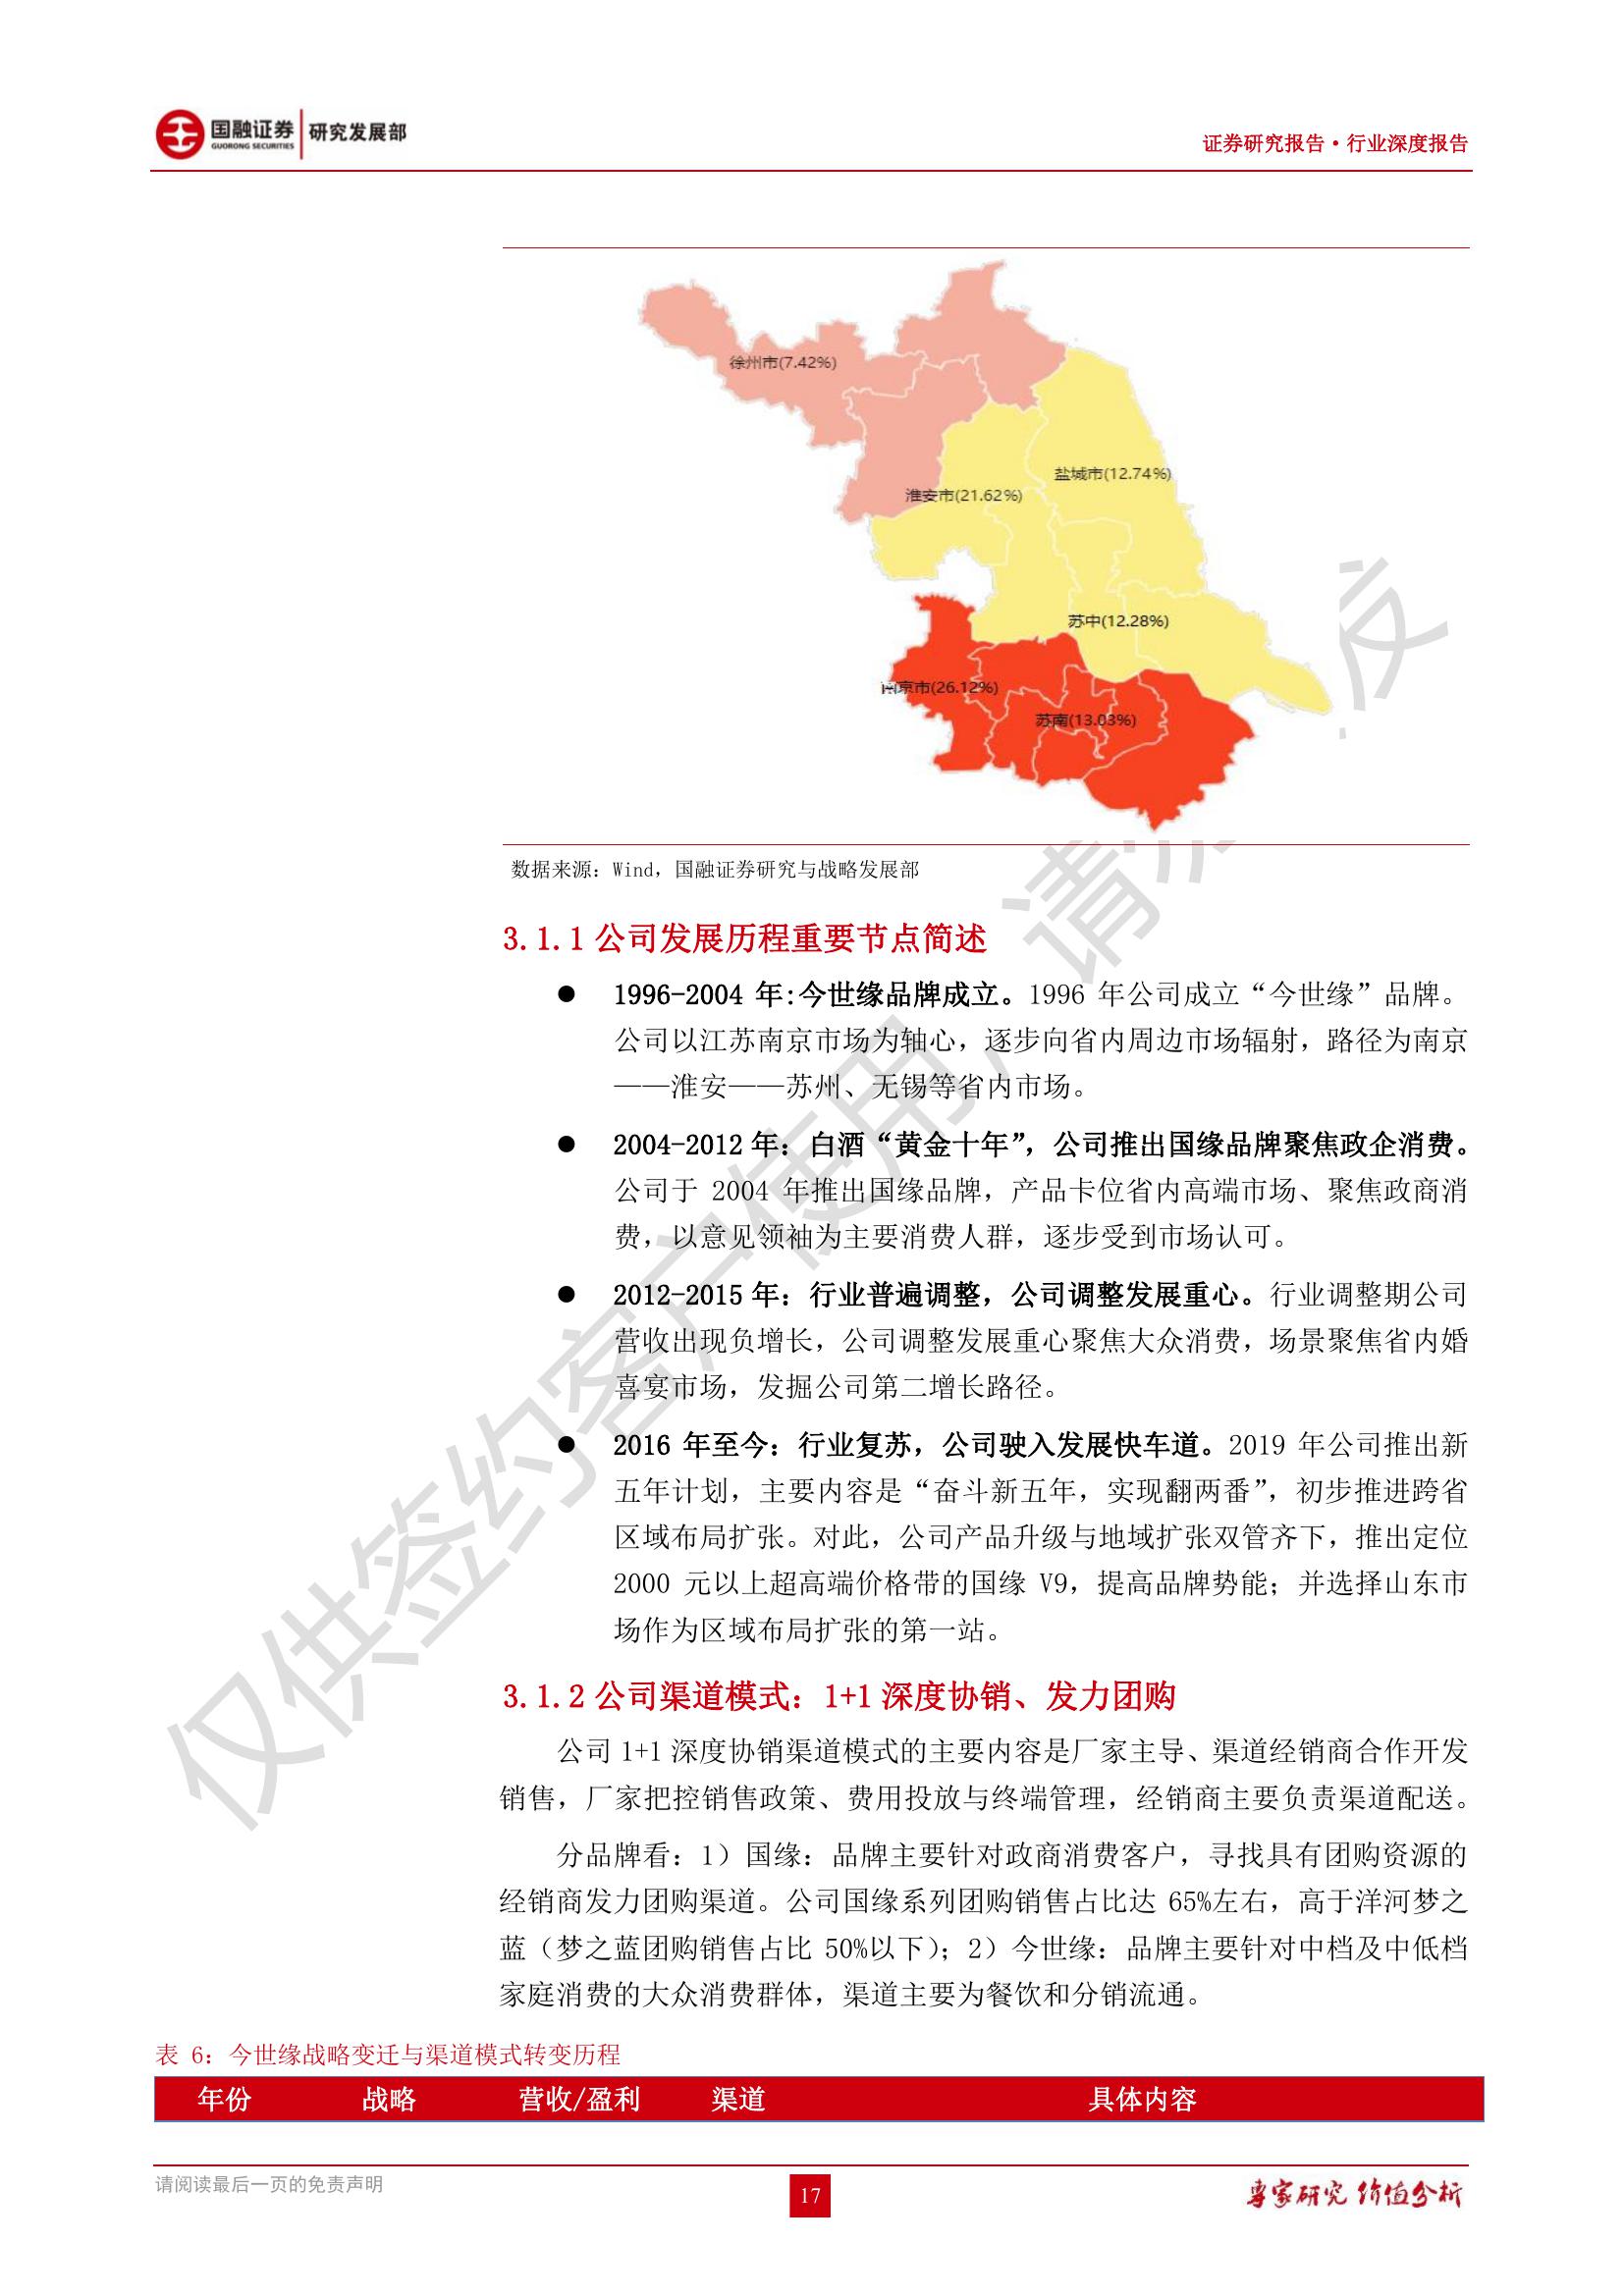 国融证券 研究发展部
GUORONG SECURITIES
证券研究报告·行业深度报告
徐州市(7.42%)
盐城市(12.74%)
淮安市(21.62%)
苏中(12.28%)
南京市(26.12%)
苏南(13.03%)
数据来源：Wind，国融证券研究与战略发展部
3.1.1 公司发展历程重要节点简述
● 1996-2004 年:今世缘品牌成立。1996 年公司成立“今世缘”品牌。
公司以江苏南京市场为轴心，逐步向省内周边市场辐射，路径为南京
——淮安——苏州、无锡等省内市场。
● 2004-2012 年：白酒“黄金十年”，公司推出国缘品牌聚焦政企消费。
公司于 2004 年推出国缘品牌，产品卡位省内高端市场、聚焦政商消
费，以意见领袖为主要消费人群，逐步受到市场认可。
● 2012-2015 年：行业普遍调整，公司调整发展重心。行业调整期公司
营收出现负增长，公司调整发展重心聚焦大众消费，场景聚焦省内婚
喜宴市场，发掘公司第二增长路径。
● 2016 年至今：行业复苏，公司驶入发展快车道。2019 年公司推出新
五年计划，主要内容是“奋斗新五年，实现翻两番”，初步推进跨省
区域布局扩张。对此，公司产品升级与地域扩张双管齐下，推出定位
2000 元以上超高端价格带的国缘 V9，提高品牌势能；并选择山东市
场作为区域布局扩张的第一站。
3.1.2 公司渠道模式：1+1 深度协销、发力团购
公司 1+1 深度协销渠道模式的主要内容是厂家主导、渠道经销商合作开发
销售，厂家把控销售政策、费用投放与终端管理，经销商主要负责渠道配送。
分品牌看：1）国缘：品牌主要针对政商消费客户，寻找具有团购资源的
经销商发力团购渠道。公司国缘系列团购销售占比达 65%左右，高于洋河梦之
蓝（梦之蓝团购销售占比 50%以下）；2）今世缘：品牌主要针对中档及中低档
家庭消费的大众消费群体，渠道主要为餐饮和分销流通。
表 6：今世缘战略变迁与渠道模式转变历程
年份 战略 营收/盈利 渠道 具体内容
请阅读最后一页的免责声明
17
专家研究 价值分析
仅供签约客户使用，请
发